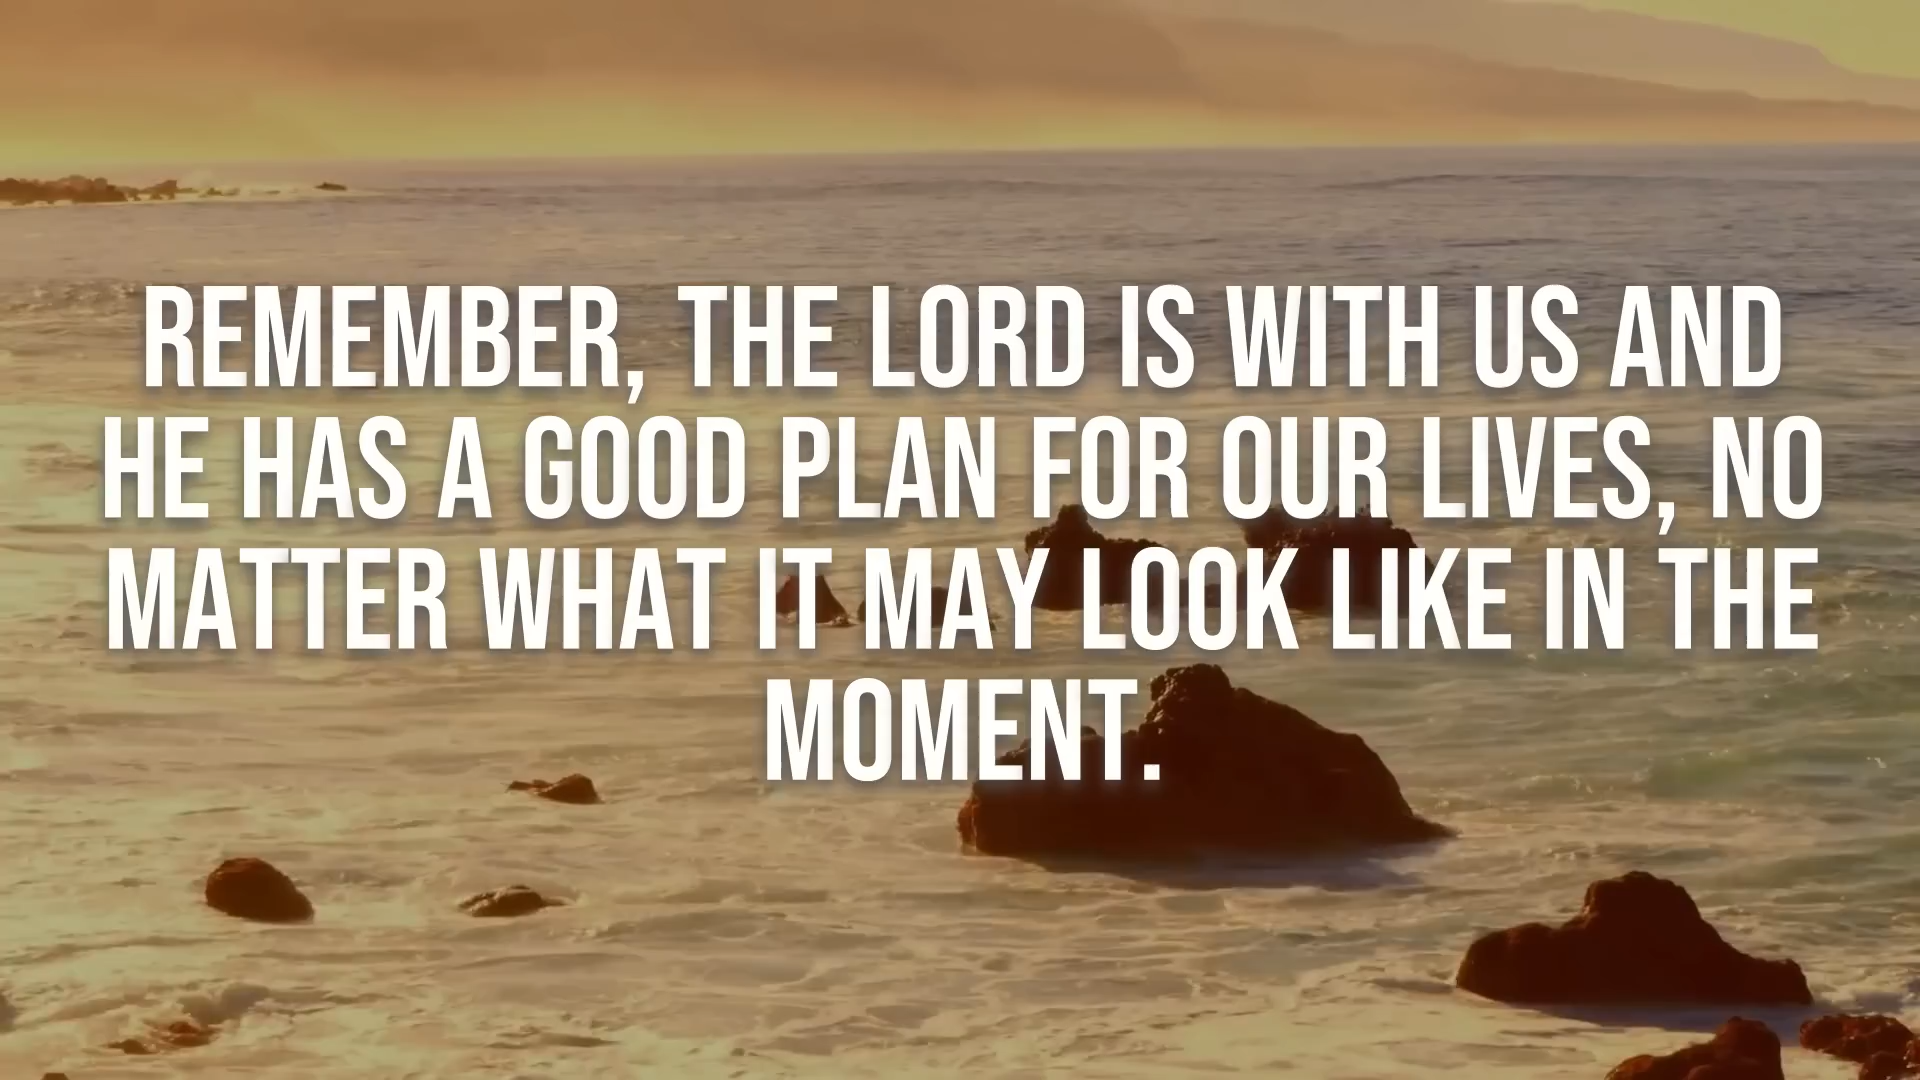 REMEMBER, THE LORD IS WITH US AND
HE HAS A GOOD PLAN FOR OUR LIVES, NO
MATTER WHAT IT MAY LOOK LIKE IN THE
MOMENT.